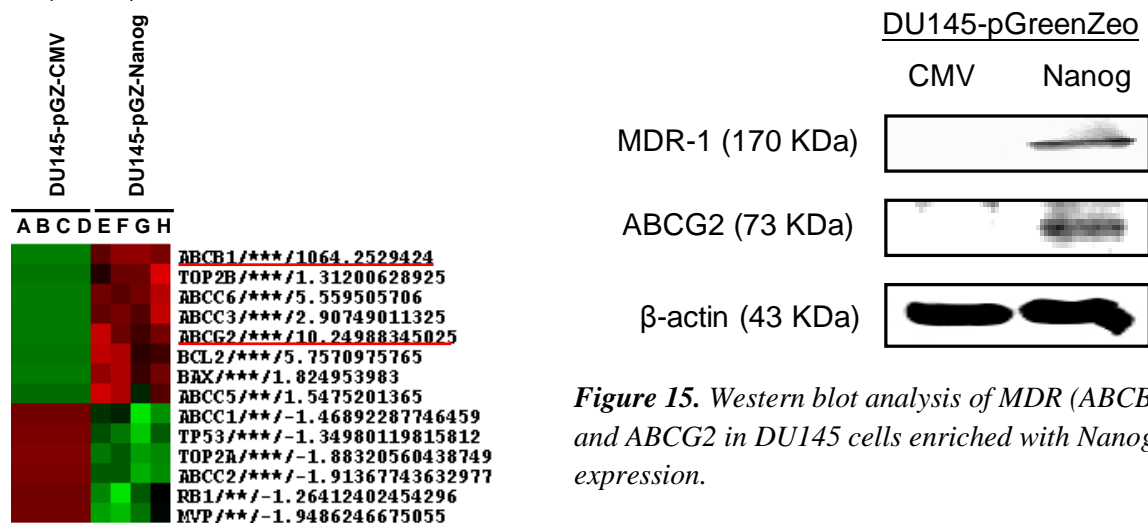 DU145-pGZ-CMV
DU145-pGZ-Nanog
A B C D E F G H
ABCB1/***/1064.2529424
TOP2B/***/1.31200628925
ABCC6/***/5.559505706
ABCC3/***/2.90749011325
ABCG2/***/10.24988345025
BCL2/***/5.7570975765
BAX/***/1.824953983
ABCC5/**/1.5475201365
ABCC1/***/-1.46892287746459
TP53/***/-1.34980119815812
TOP2A/***/-1.88320560438749
ABCC2/***/-1.91367743632977
RB1/**/-1.26412402454296
MVP/**/-1.9486246675055
DU145-pGreenZeo
CMV Nanog
MDR-1 (170 KDa)
ABCG2 (73 KDa)
β-actin (43 KDa)
Figure 15. Western blot analysis of MDR (ABCB
and ABCG2 in DU145 cells enriched with Nanog
expression.